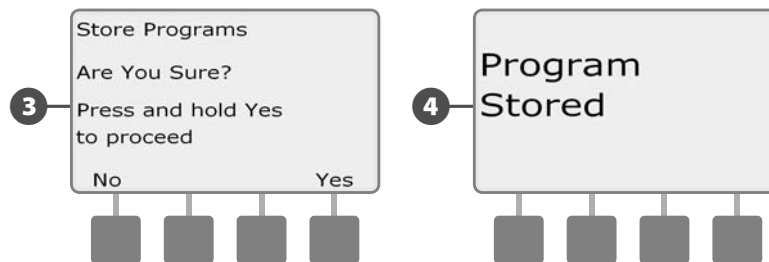 3
Store Programs
Are You Sure?
Press and hold Yes
to proceed
No Yes
4
Program
Stored